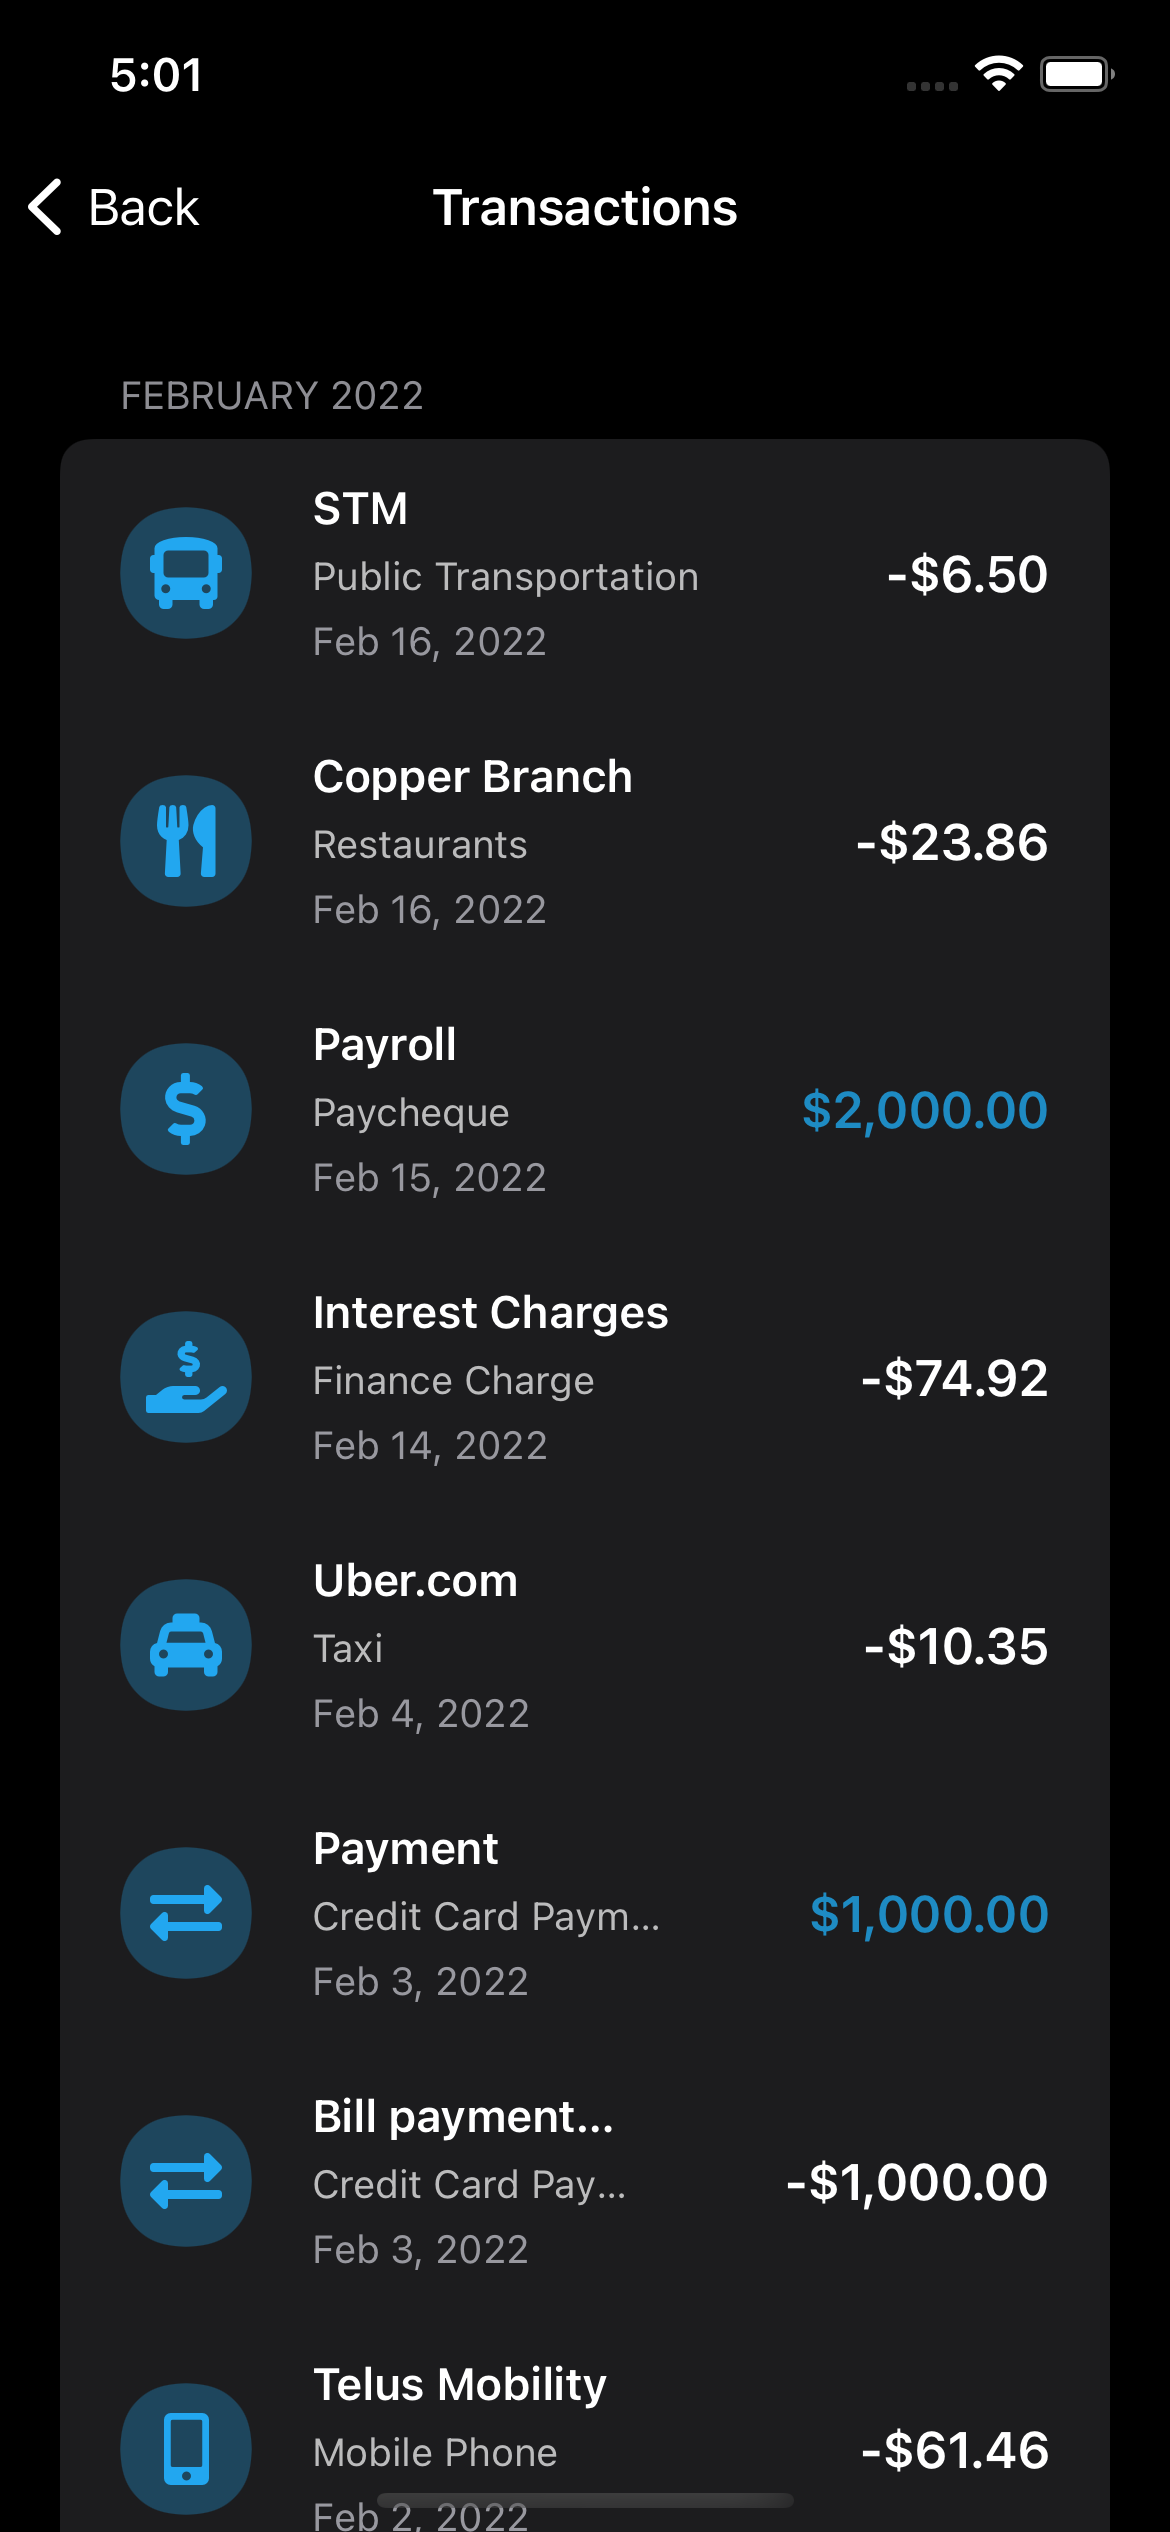 5:01
Back
Transactions
FEBRUARY 2022
STM
Public Transportation
-$6.50
Feb 16, 2022
Copper Branch
Restaurants
-$23.86
Feb 16, 2022
Payroll
Paycheque
$2,000.00
Feb 15, 2022
Interest Charges
Finance Charge
-$74.92
Feb 14, 2022
Uber.com
Taxi
-$10.35
Feb 4, 2022
Payment
Credit Card Paym...
$1,000.00
Feb 3, 2022
Bill payment...
Credit Card Pay...
-$1,000.00
Feb 3, 2022
Telus Mobility
Mobile Phone
-$61.46
Feb 2, 2022